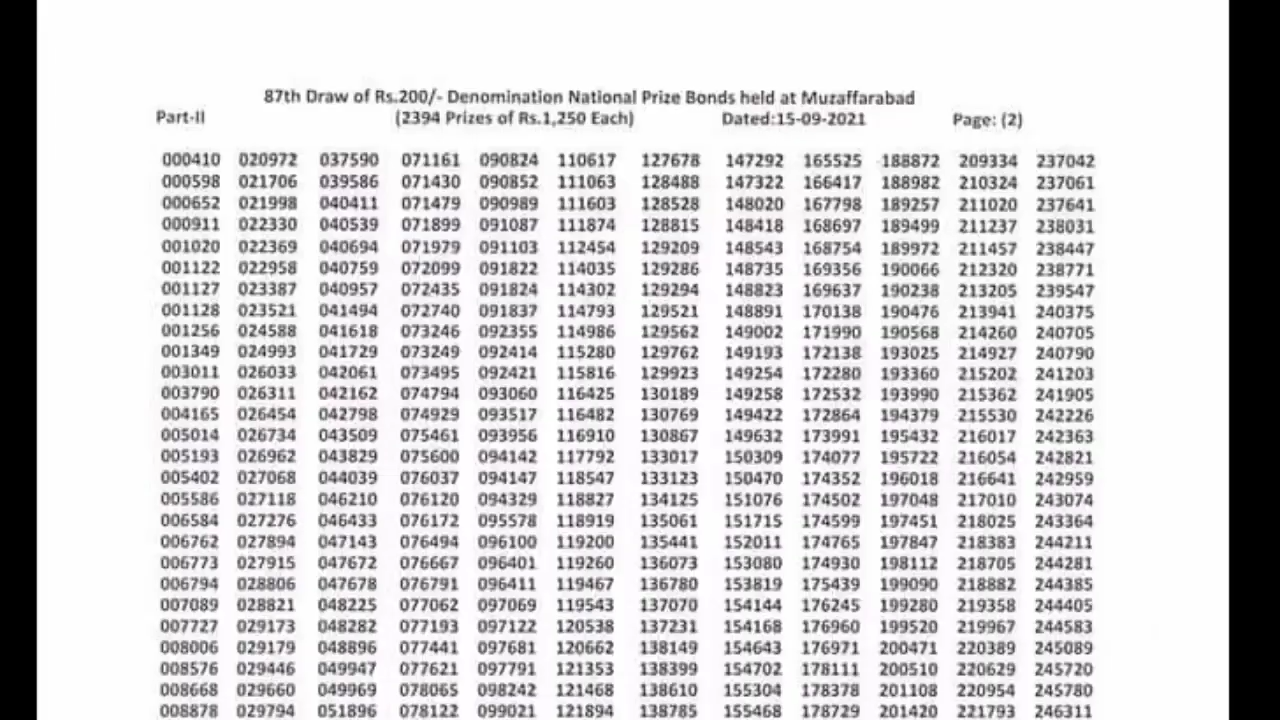 87th Draw of Rs.200/- Denomination National Prize Bonds held at Muzaffarabad
Part-II (2394 Prizes of Rs.1,250 Each) Dated:15-09-2021 Page: (2)
000410 020972 037590 071161 090824 110617 127678 147292 165525 188872 209334 237042
000598 021706 039586 071430 090852 111063 128488 147322 166417 188982 210324 237061
000652 021998 040411 071479 090989 111603 128528 148020 167798 189257 211020 237641
000911 022330 040539 071899 091087 111874 128815 148418 168697 189499 211237 238031
001020 022369 040694 071979 091103 112454 129209 148543 168754 189972 211457 238447
001122 022958 040759 072099 091822 114035 129286 148735 169356 190066 212320 238771
001127 023387 040957 072435 091824 114302 129294 148823 169637 190238 213205 239547
001128 023521 041494 072740 091837 114793 129521 148891 170138 190476 213941 240375
001256 024588 041618 073246 092355 114986 129562 149002 171990 190568 214260 240705
001349 024993 041729 073249 092414 115280 129762 149193 172138 193025 214927 240790
003011 026033 042061 073495 092421 115816 129923 149254 172280 193360 215202 241203
003790 026311 042162 074794 093060 116425 130189 149258 172532 193990 215362 241905
004165 026454 042798 074929 093517 116482 130769 149422 172864 194379 215530 242226
005014 026734 043509 075461 093956 116910 130867 149632 173991 195432 216017 242363
005193 026962 043829 075600 094142 117792 133017 150309 174077 195722 216054 242821
005402 027068 044039 076037 094147 118547 133123 150470 174352 196018 216641 242959
005586 027118 046210 076120 094329 118827 134125 151076 174502 197048 217010 243074
006584 027276 046433 076172 095578 118919 135061 151715 174599 197451 218025 243364
006762 027894 047143 076494 096100 119200 135441 152011 174765 197847 218383 244211
006773 027915 047672 076667 096401 119260 136073 153080 174930 198112 218705 244281
006794 028806 047678 076791 096411 119467 136780 153819 175439 199090 218882 244385
007089 028821 048225 077062 097069 119543 137070 154144 176245 199280 219358 244405
007727 029173 048282 077193 097122 120538 137231 154168 176960 199520 219967 244583
008006 029179 048896 077441 097681 120662 138149 154643 176971 200471 220389 245089
008576 029446 049947 077621 097791 121353 138399 154702 178111 200510 220629 245720
008668 029660 049969 078065 098242 121468 138610 155304 178378 201108 220954 245780
008878 029794 051896 078122 099021 121894 138785 155468 178729 201420 221793 246311